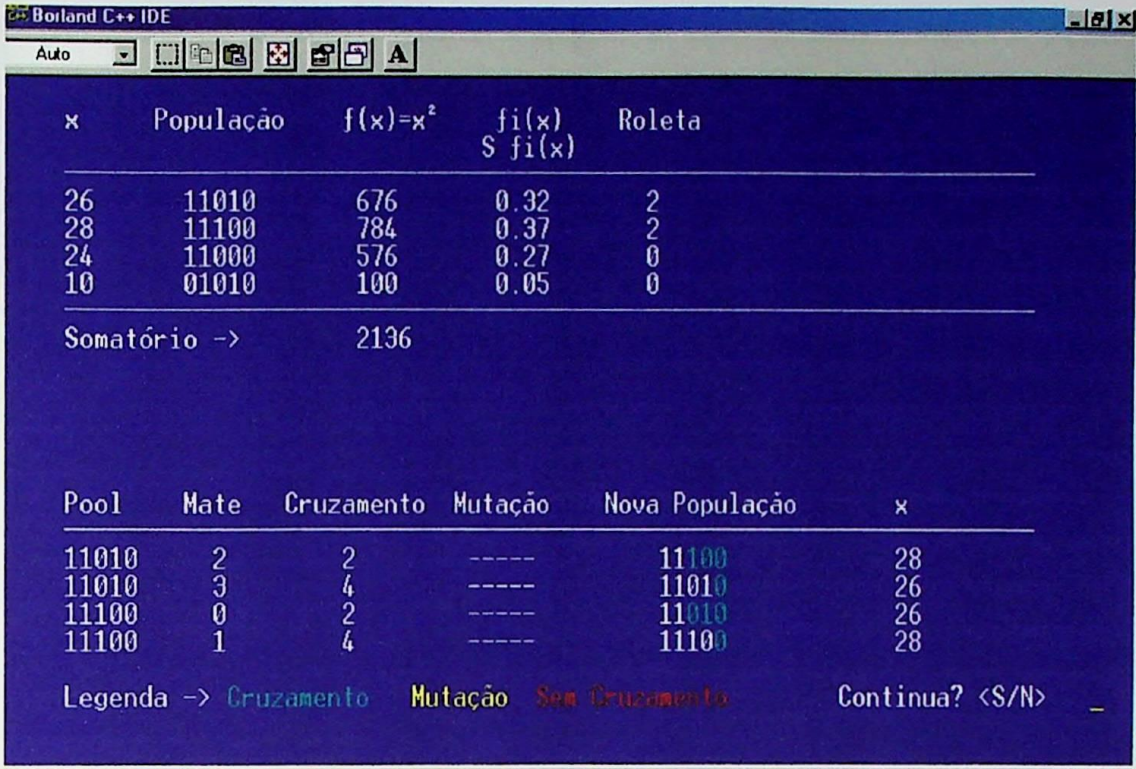 Borland C++ IDE
Auto
A
x População f(x)=x² fi(x) Roleta
S fi(x)
26 11010 676 0.32 2
28 11100 784 0.37 2
24 11000 576 0.27 0
10 01010 100 0.05 0
Somatório -> 2136
Pool Mate Cruzamento Mutação Nova População x
11010 2 2 ----- 11100 28
11010 3 4 ----- 11010 26
11100 0 2 ----- 11010 26
11100 1 4 ----- 11100 28
Legenda -> Cruzamento Mutação Sem Cruzamento Continua? <S/N> _